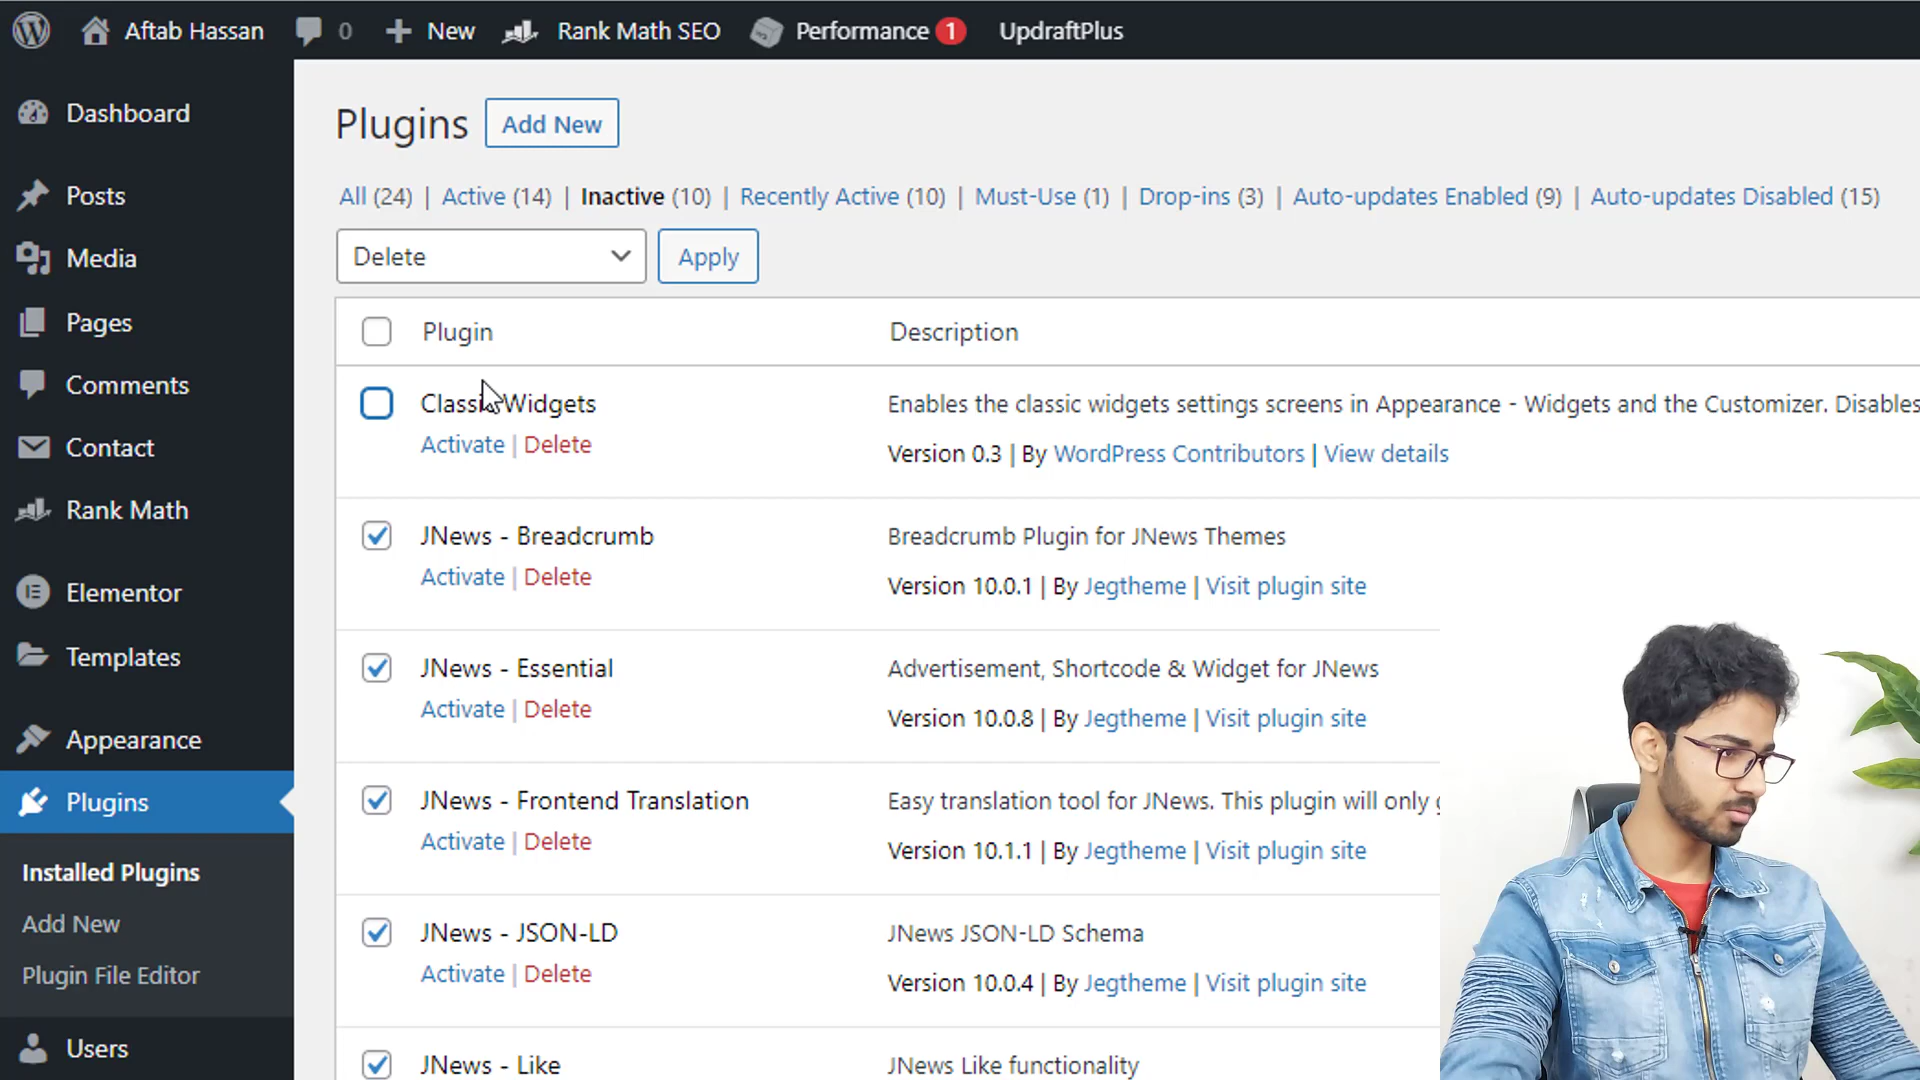 Aftab Hassan 0 New Rank Math SEO Performance 1 UpdraftPlus
Dashboard
Posts
Media
Pages
Comments
Contact
Rank Math
Elementor
Templates
Appearance
Plugins
Installed Plugins
Add New
Plugin File Editor
Users
Plugins Add New
All (24) | Active (14) | Inactive (10) | Recently Active (10) | Must-Use (1) | Drop-ins (3) | Auto-updates Enabled (9) | Auto-updates Disabled (15)
Delete Apply
Plugin Description
Classic Widgets Enables the classic widgets settings screens in Appearance - Widgets and the Customizer. Disables
Activate | Delete
Version 0.3 | By WordPress Contributors | View details
JNews - Breadcrumb Breadcrumb Plugin for JNews Themes
Activate | Delete
Version 10.0.1 | By Jegtheme | Visit plugin site
JNews - Essential Advertisement, Shortcode & Widget for JNews
Activate | Delete
Version 10.0.8 | By Jegtheme | Visit plugin site
JNews - Frontend Translation Easy translation tool for JNews. This plugin will only
Activate | Delete
Version 10.1.1 | By Jegtheme | Visit plugin site
JNews - JSON-LD JNews JSON-LD Schema
Activate | Delete
Version 10.0.4 | By Jegtheme | Visit plugin site
JNews - Like JNews Like functionality